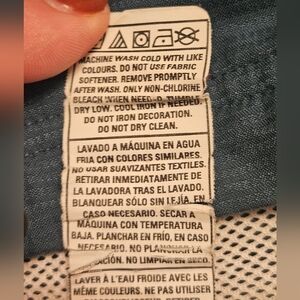 MACHINE WASH COLD WITH LIKE
COLOURS. DO NOT USE FABRIC
SOFTENER. REMOVE PROMPTLY
AFTER WASH. ONLY NON-CHLORINE
BLEACH WHEN NEEDED. TUMBLE
DRY LOW. COOL IRON IF NEEDED.
DO NOT IRON DECORATION.
DO NOT DRY CLEAN.
LAVADO A MÁQUINA EN AGUA
FRIA CON COLORES SIMILARES.
NO USAR SUAVIZANTES TEXTILES.
RETIRAR INMEDIATAMENTE DE
LA LAVADORA TRAS EL LAVADO.
BLANQUEAR SÓLO SIN LEJÍA, EN
CASO NECESARIO. SECAR A
MÁQUINA CON TEMPERATURA
BAJA. PLANCHAR EN FRÍO, EN CASO
NECESARIO. NO PLANCHAR LA
NO LIMPIAR EN SECO.
LAVER À L'EAU FROIDE AVEC LES
MÊME COULEURS. NE PAS UTILISER